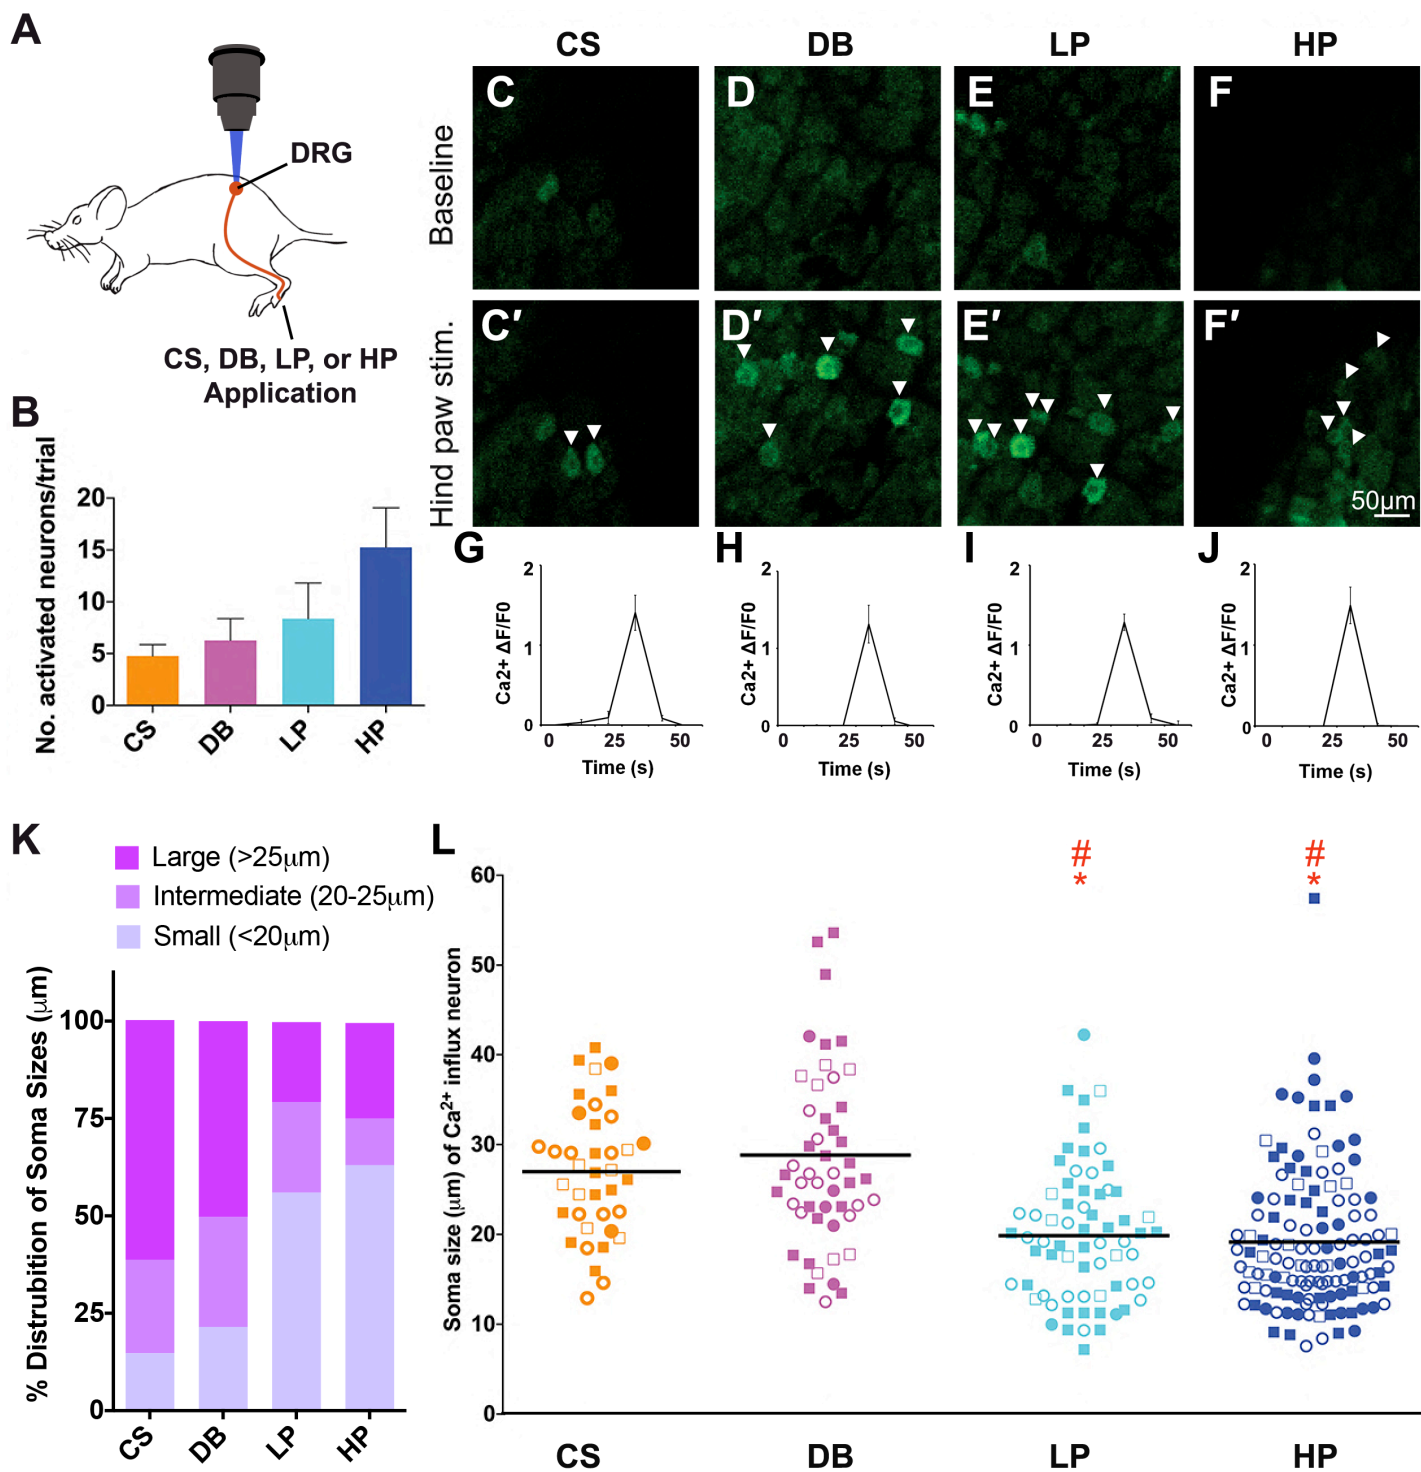 A
DRG
CS, DB, LP, or HP
Application
B
No. activated neurons/trial
20
15
10
5
0
CS
DB
LP
HP
CS
DB
LP
HP
Baseline
C
D
E
F
Hind paw stim.
C′
D′
E′
F′
50μm
G
Ca2+ ΔF/F0
2
1
0
0
25
50
Time (s)
H
Ca2+ ΔF/F0
2
1
0
0
25
50
Time (s)
I
Ca2+ ΔF/F0
2
1
0
0
25
50
Time (s)
J
Ca2+ ΔF/F0
2
1
0
0
25
50
Time (s)
K
Large (>25μm)
Intermediate (20-25μm)
Small (<20μm)
% Distrubition of Soma Sizes (μm)
100
75
50
25
0
CS
DB
LP
HP
L
Soma size (μm) of Ca²⁺ influx neuron
60
50
40
30
20
10
0
#
*
#
*
CS
DB
LP
HP